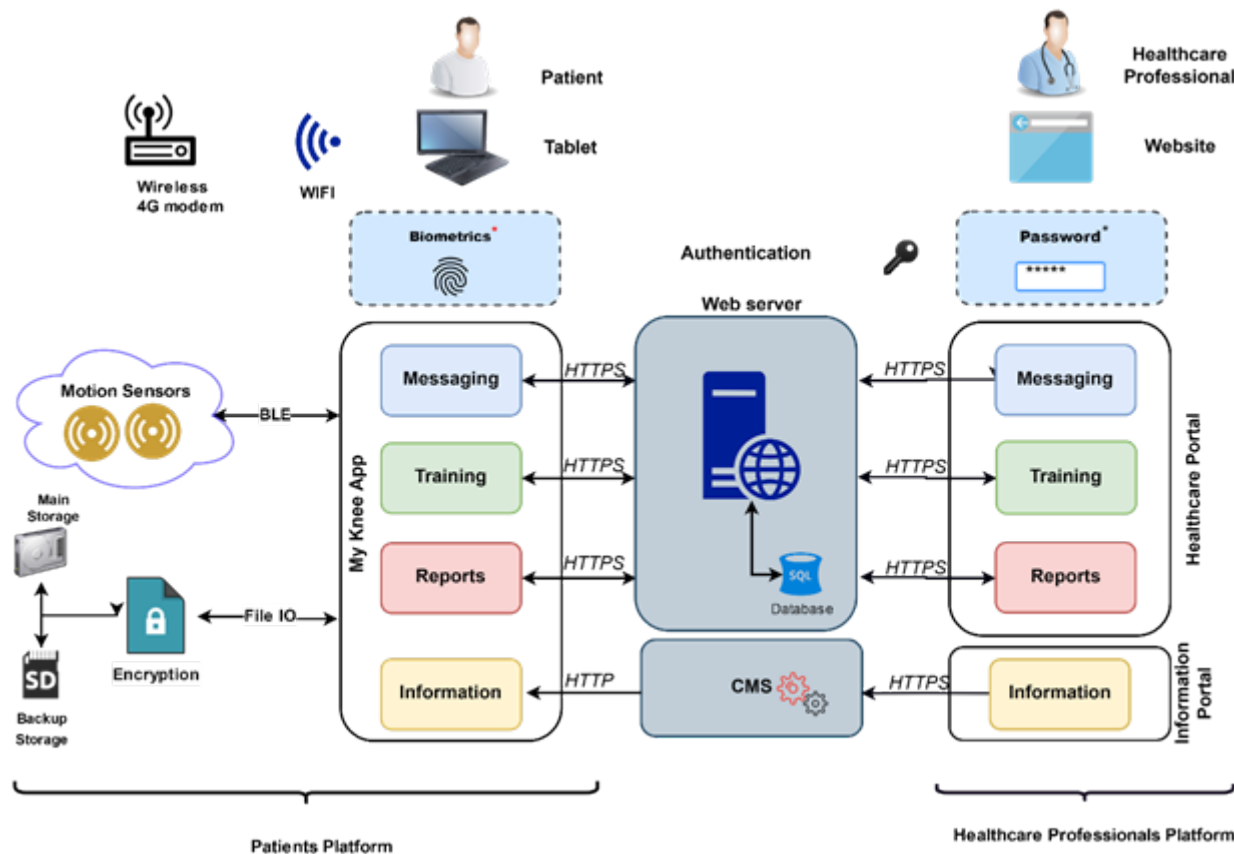 Patient
Healthcare
Professional
Tablet
Website
Wireless
4G modem
WIFI
Biometrics*
Authentication
Password*
*****
Web server
Messaging
HTTPS
HTTPS
Messaging
Motion Sensors
BLE
Training
HTTPS
HTTPS
Training
My Knee App
Healthcare Portal
Main
Storage
Reports
HTTPS
SQL
Database
HTTPS
Reports
File IO
Encryption
SD
Backup
Storage
Information
HTTP
CMS
HTTPS
Information
Information
Portal
Patients Platform
Healthcare Professionals Platform